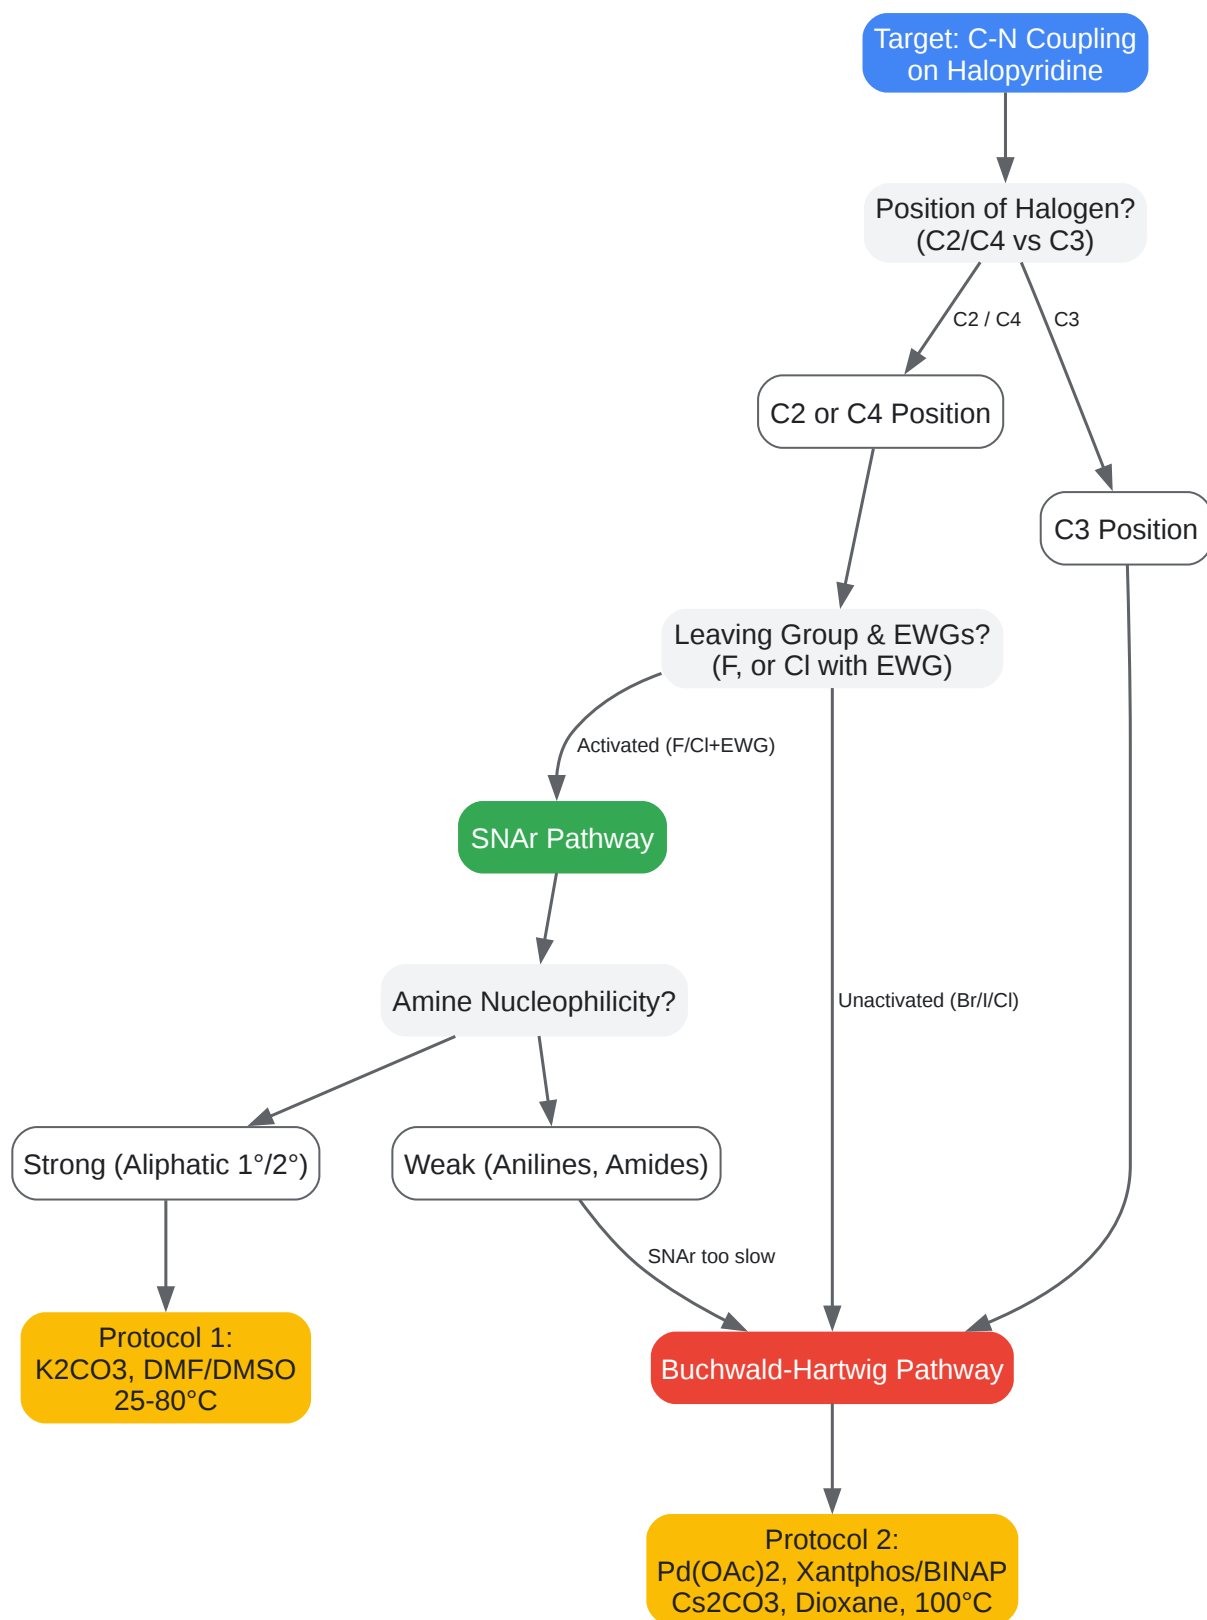 Target: C-N Coupling
on Halopyridine
Position of Halogen?
(C2/C4 vs C3)
C2 / C4
C3
C2 or C4 Position
C3 Position
Leaving Group & EWGs?
(F, or Cl with EWG)
Activated (F/Cl+EWG)
SNAr Pathway
Amine Nucleophilicity?
Unactivated (Br/I/Cl)
Strong (Aliphatic 1°/2°)
Weak (Anilines, Amides)
SNAr too slow
Protocol 1:
K2CO3, DMF/DMSO
25-80°C
Buchwald-Hartwig Pathway
Protocol 2:
Pd(OAc)2, Xantphos/BINAP
Cs2CO3, Dioxane, 100°C